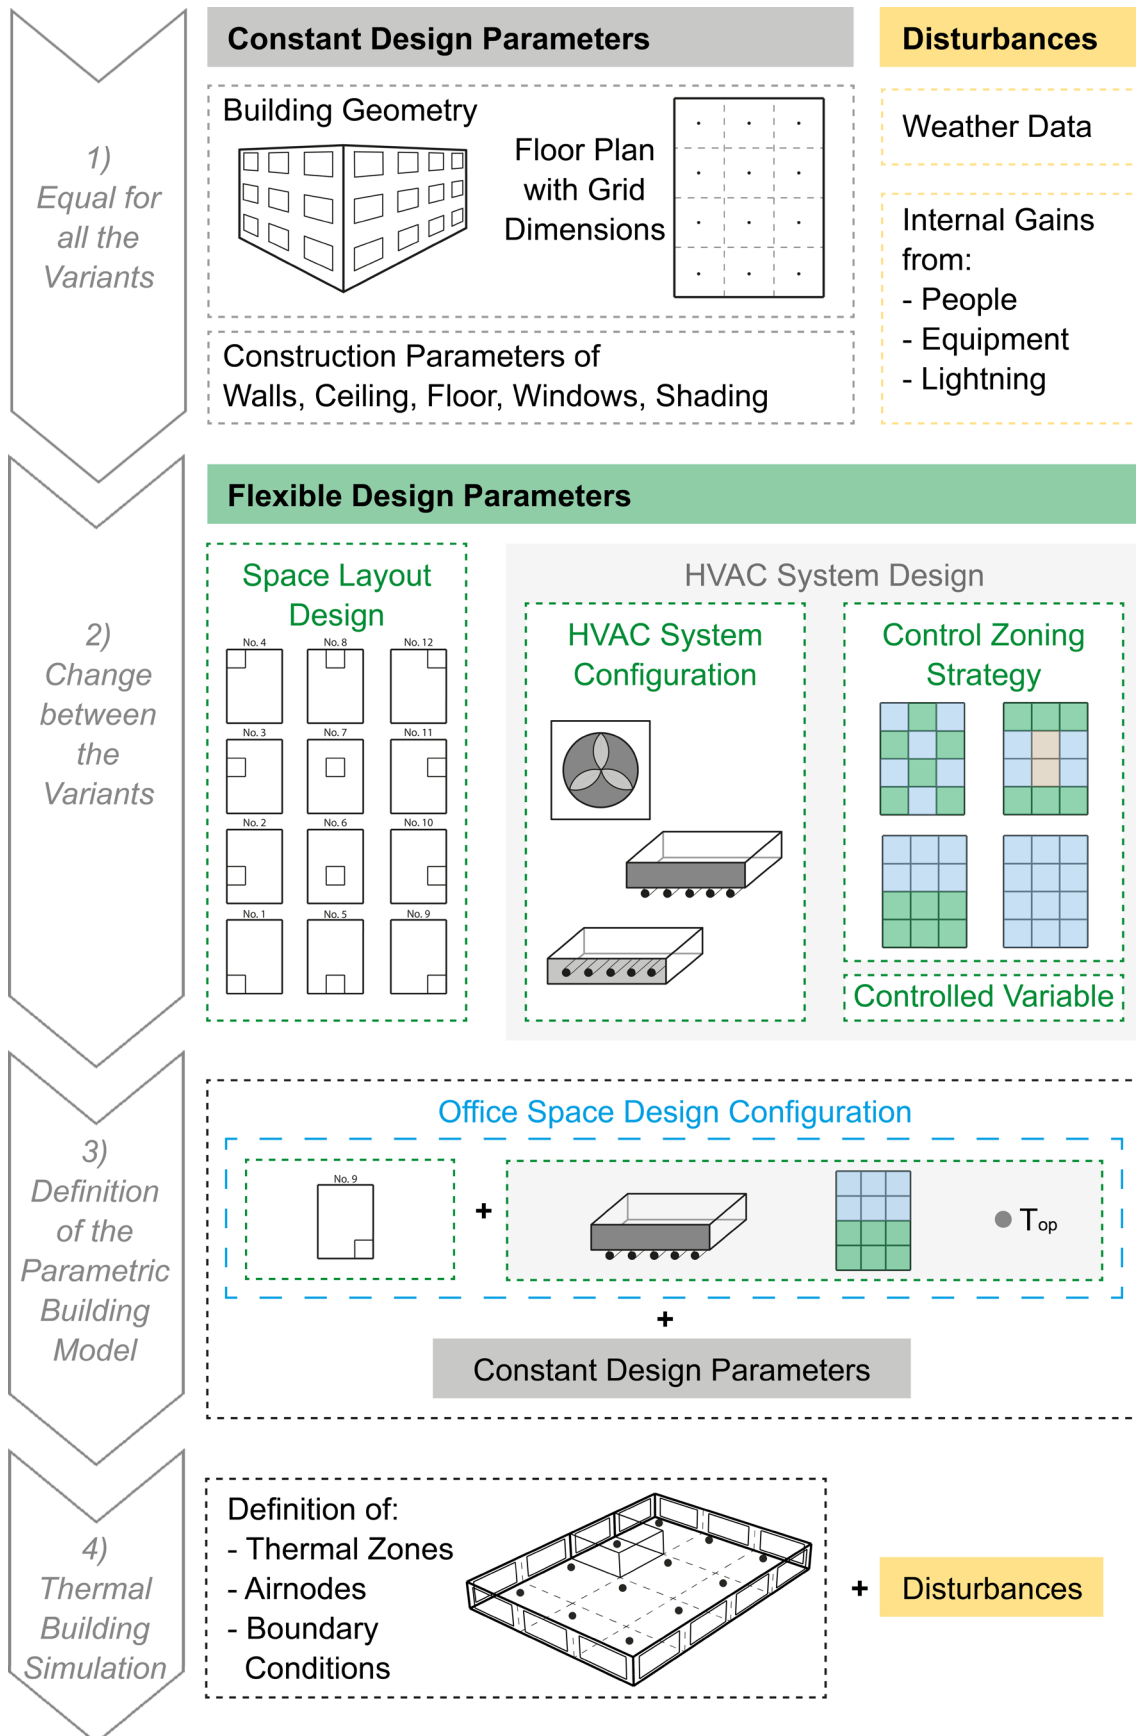 Constant Design Parameters
Disturbances
1)
Equal for
all the
Variants
Building Geometry
Floor Plan
with Grid
Dimensions
Construction Parameters of
Walls, Ceiling, Floor, Windows, Shading
Weather Data
Internal Gains
from:
- People
- Equipment
- Lightning
2)
Change
between
the
Variants
Flexible Design Parameters
Space Layout
Design
No. 4
No. 8
No. 12
No. 3
No. 7
No. 11
No. 2
No. 6
No. 10
No. 1
No. 5
No. 9
HVAC System Design
HVAC System
Configuration
Control Zoning
Strategy
Controlled Variable
3)
Definition
of the
Parametric
Building
Model
Office Space Design Configuration
No. 9
+
Top
+
Constant Design Parameters
4)
Thermal
Building
Simulation
Definition of:
- Thermal Zones
- Airnodes
- Boundary
Conditions
+
Disturbances